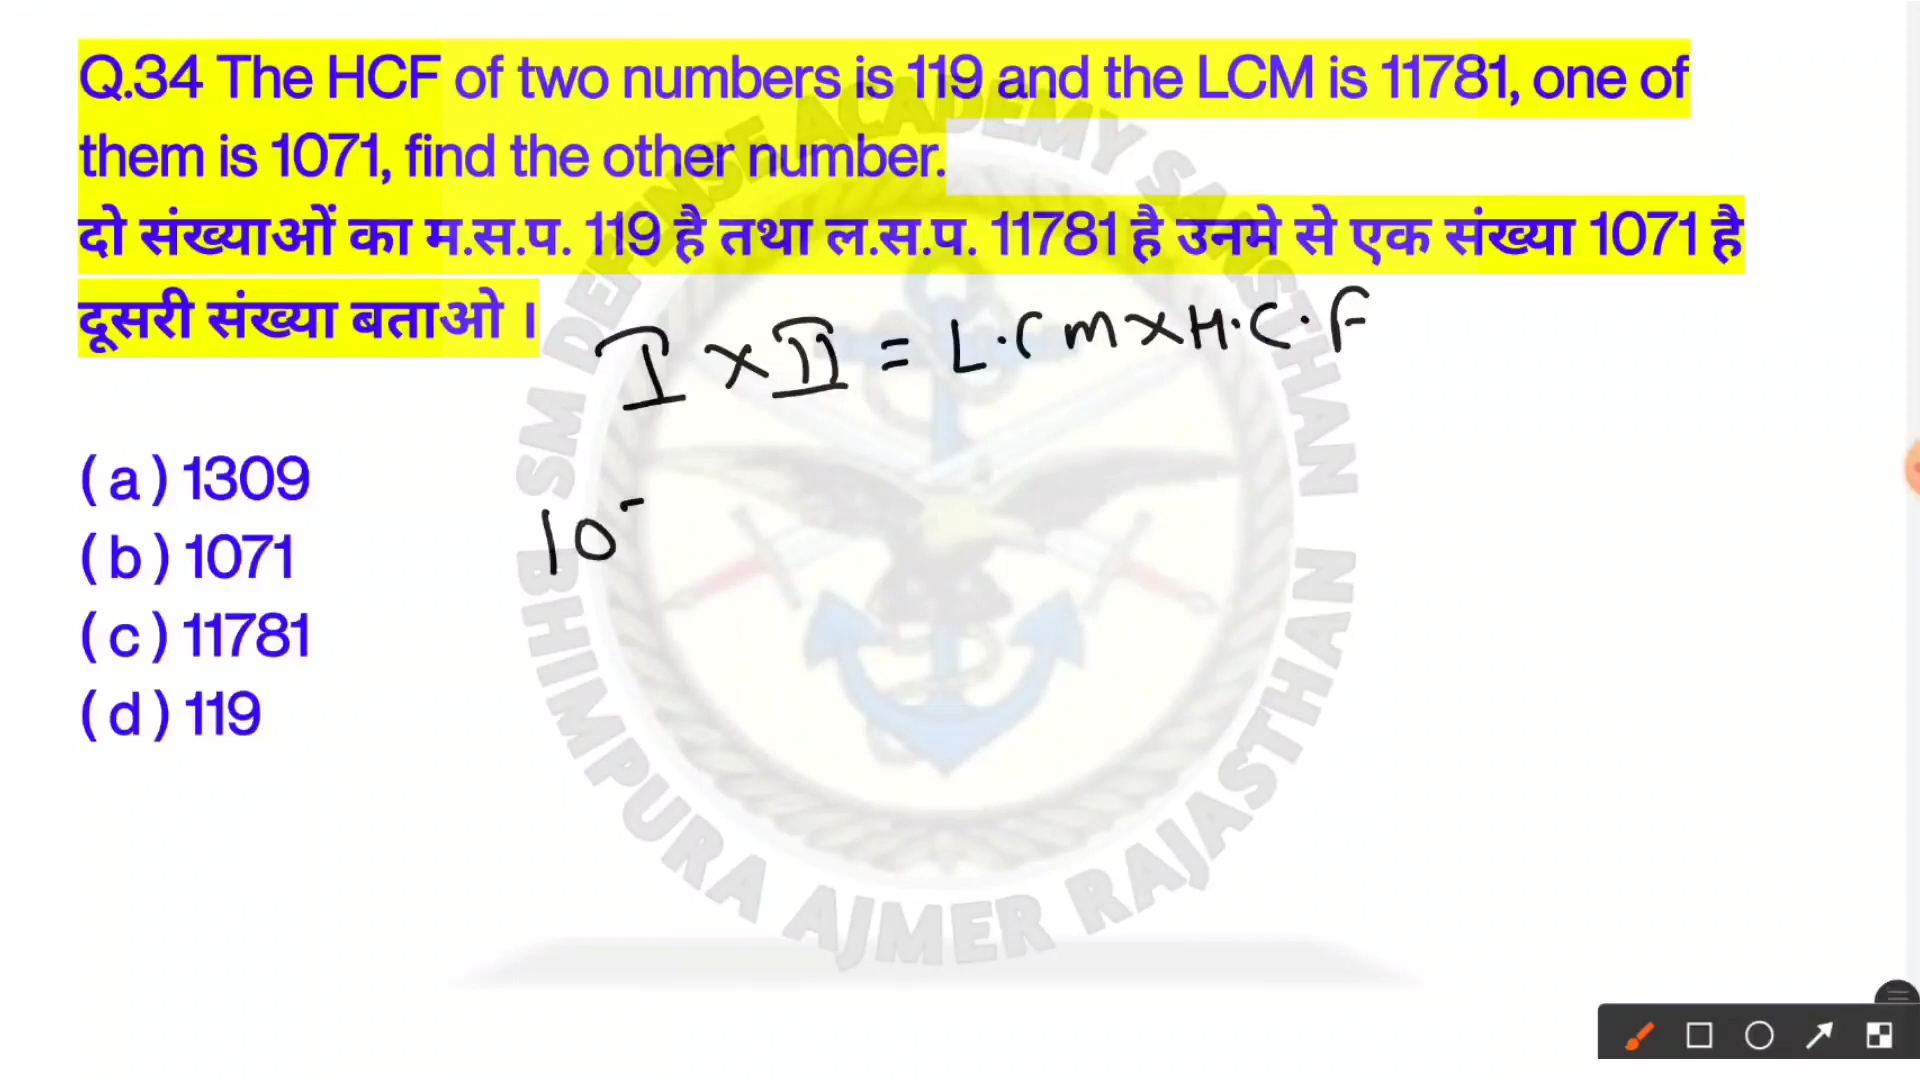 Q.34 The HCF of two numbers is 119 and the LCM is 11781, one of
them is 1071, find the other number.
दो संख्याओं का म.स.प. 119 है तथा ल.स.प. 11781 है उनमे से एक संख्या 1071 है
दूसरी संख्या बताओ ।
I × II = L.CM×H.C.F
( a ) 1309
10
( b ) 1071
( c ) 11781
( d ) 119
SM DEFENSE ACADEMY SANSTHAN
BHIMPURA AJMER RAJASTHAN